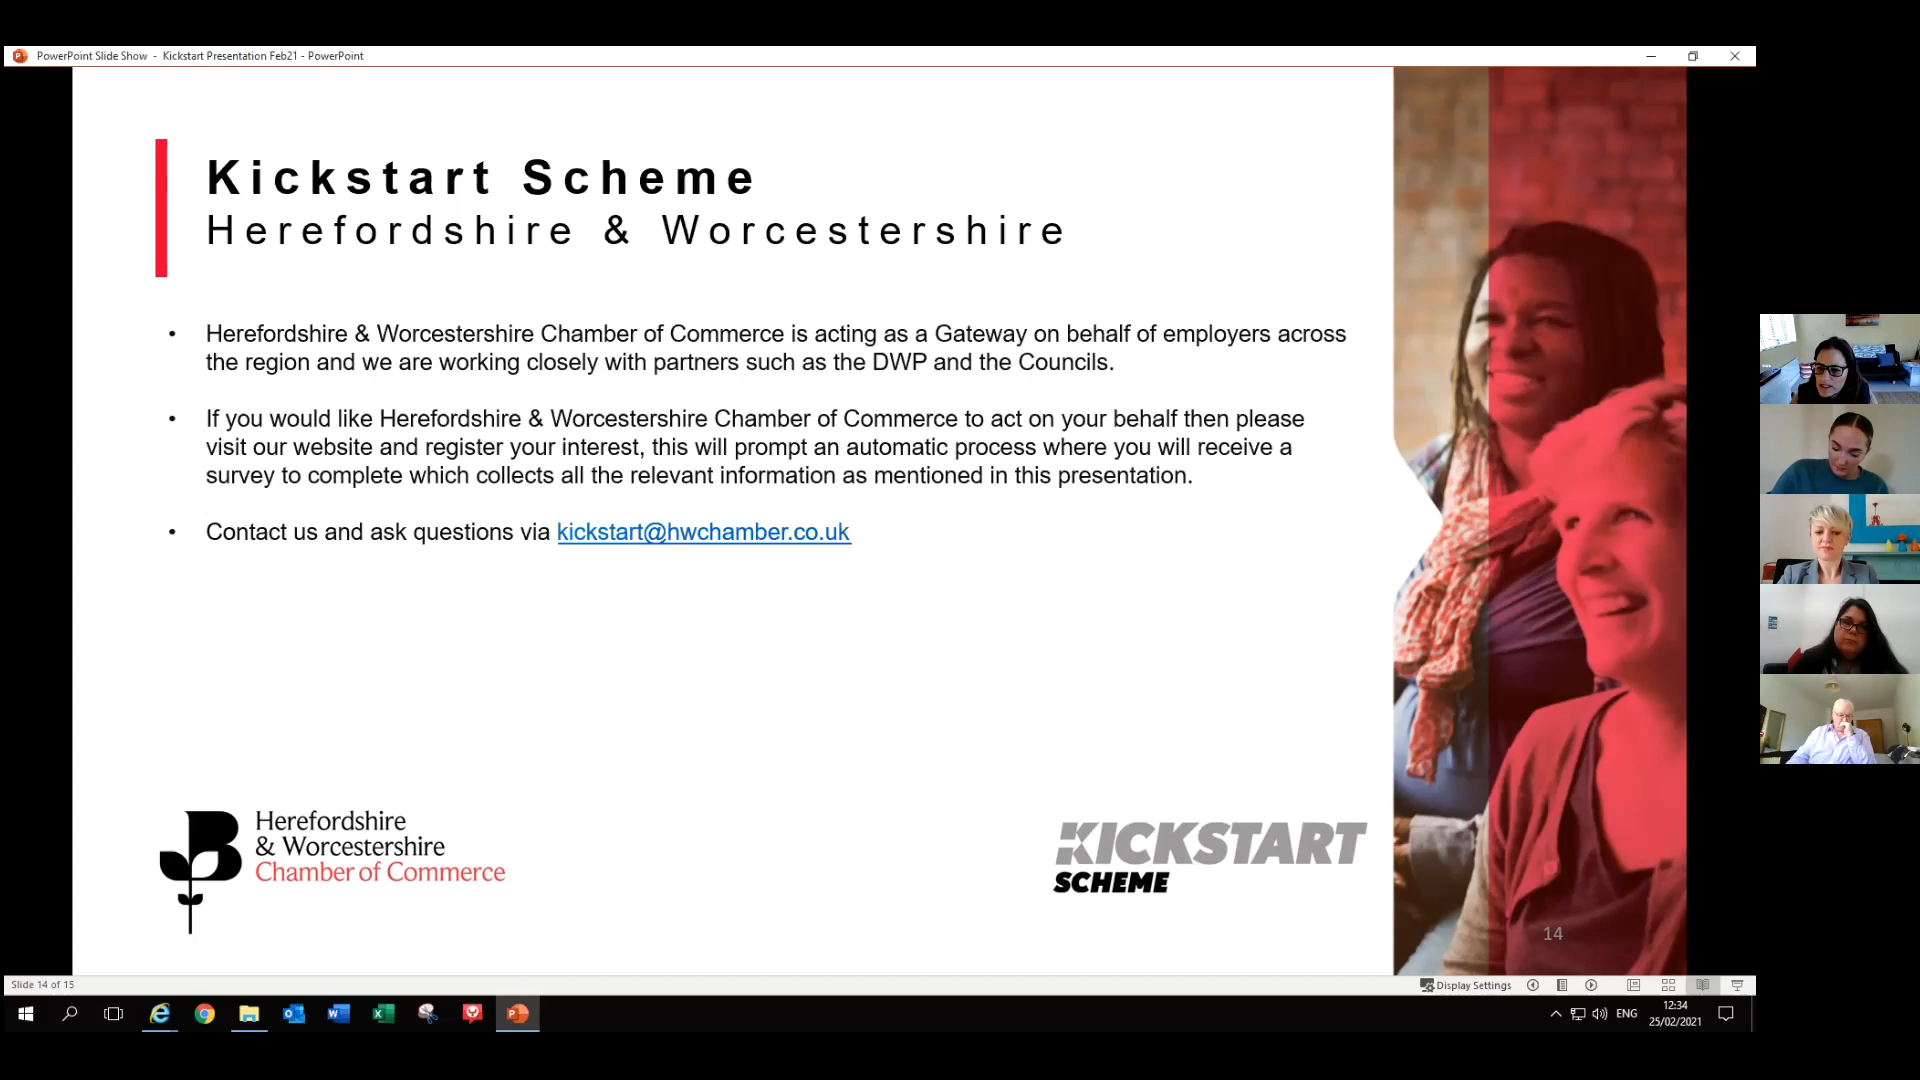 PowerPoint Slide Show - Kickstart Presentation Feb21 - PowerPoint
Kickstart Scheme
Herefordshire & Worcestershire
• Herefordshire & Worcestershire Chamber of Commerce is acting as a Gateway on behalf of employers across
the region and we are working closely with partners such as the DWP and the Councils.
• If you would like Herefordshire & Worcestershire Chamber of Commerce to act on your behalf then please
visit our website and register your interest, this will prompt an automatic process where you will receive a
survey to complete which collects all the relevant information as mentioned in this presentation.
• Contact us and ask questions via kickstart@hwchamber.co.uk
Herefordshire
& Worcestershire
Chamber of Commerce
KICKSTART
SCHEME
14
Slide 14 of 15
Display Settings
ENG
12:34
25/02/2021